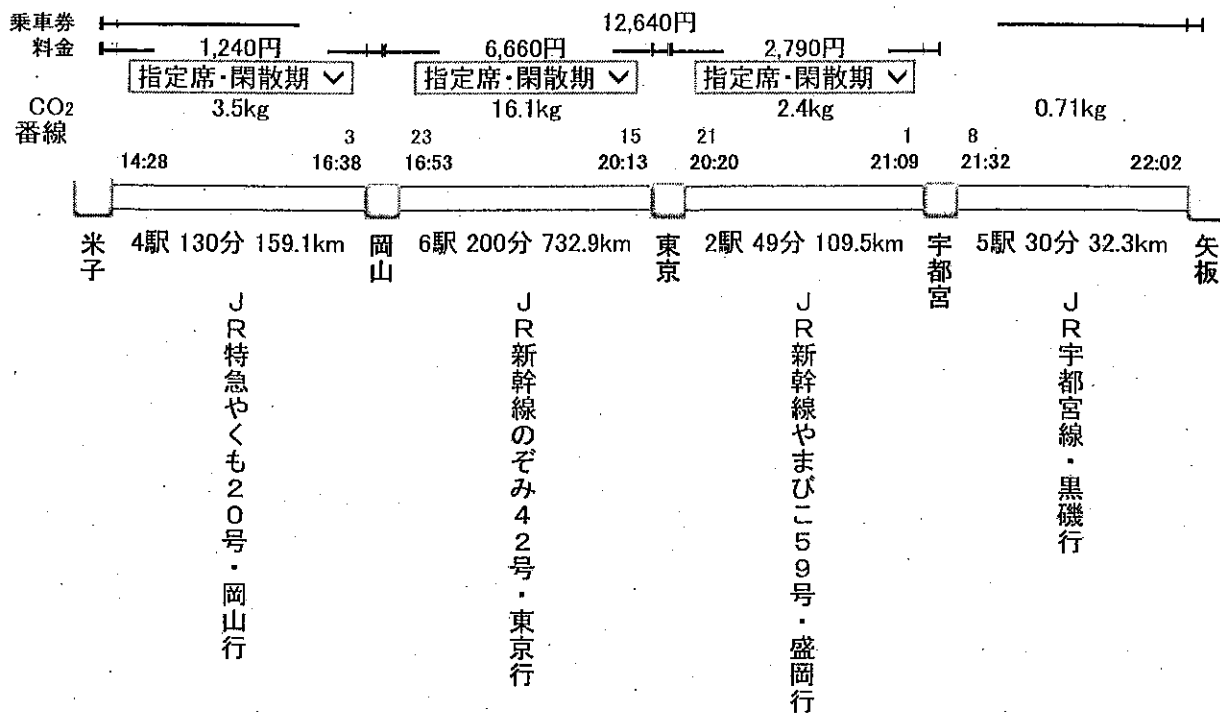 乗車券 12,640円
料金 1,240円 6,660円 2,790円
指定席・閑散期 指定席・閑散期 指定席・閑散期
CO2 3.5kg 16.1kg 2.4kg 0.71kg
番線 3 23 15 21 1 8
14:28 16:38 16:53 20:13 20:20 21:09 21:32 22:02
米子 4駅 130分 159.1km 岡山 6駅 200分 732.9km 東京 2駅 49分 109.5km 宇都宮 5駅 30分 32.3km 矢板
JR特急やくも20号・岡山行
JR新幹線のぞみ42号・東京行
JR新幹線やまびこ59号・盛岡行
JR宇都宮線・黒磯行